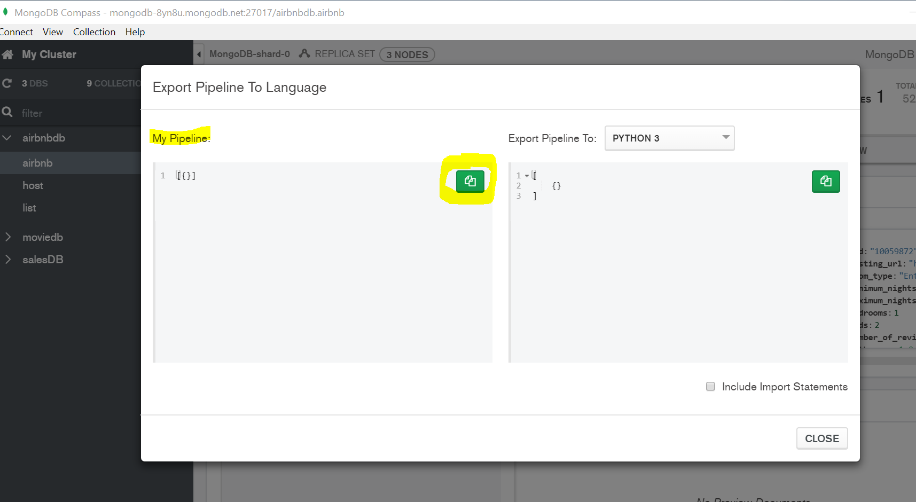 MongoDB Compass - mongodb-8yn8u.mongodb.net:27017/airbnbdb.airbnb
Connect View Collection Help
My Cluster
MongoDB-shard-0 REPLICA SET 3 NODES
MongoDB
3 DBS 9 COLLECTIO
filter
airbnbdb
airbnb
host
list
moviedb
salesDB
Export Pipeline To Language
My Pipeline:
Export Pipeline To: PYTHON 3
1 [{}]
1 [
2 {}
3 ]
Include Import Statements
CLOSE
ES 1 TOTA
52
W
d: "10059872"
sting_url: "h
om_type: "Ent
nimum_nights
ximum_nights
drooms: 1
ds: 2
mber_of_revi
No Preview Documents